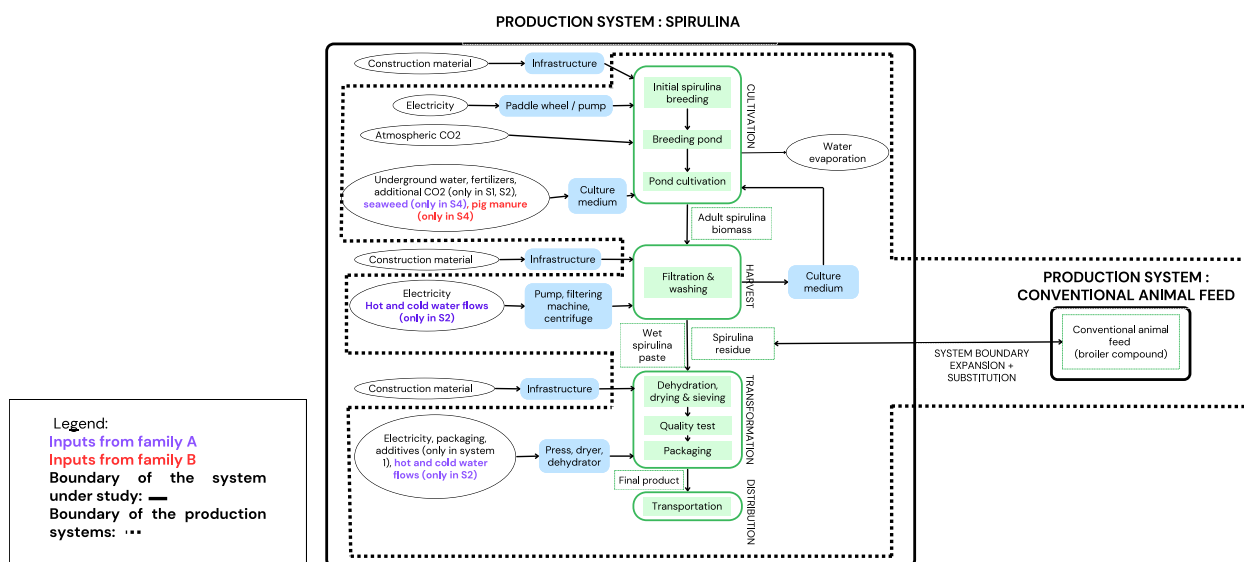 PRODUCTION SYSTEM : SPIRULINA
Construction material
Infrastructure
Initial spirulina
breeding
CULTIVATION
Electricity
Paddle wheel / pump
Atmospheric CO2
Breeding pond
Water
evaporation
Pond cultivation
Underground water, fertilizers,
additional CO2 (only in S1, S2),
seaweed (only in S4), pig manure
(only in S4)
Culture
medium
Adult spirulina
biomass
Construction material
Infrastructure
Filtration &
washing
HARVEST
Culture
medium
Electricity
Hot and cold water flows
(only in S2)
Pump, filtering
machine,
centrifuge
PRODUCTION SYSTEM :
CONVENTIONAL ANIMAL FEED
Conventional animal
feed
(broiler compound)
Wet
spirulina
paste
Spirulina
residue
SYSTEM BOUNDARY
EXPANSION +
SUBSTITUTION
Construction material
Infrastructure
Dehydration,
drying & sieving
Quality test
Packaging
TRANSFORMATION
Electricity, packaging,
additives (only in system
1), hot and cold water
flows (only in S2)
Press, dryer,
dehydrator
Final product
Transportation
DISTRIBUTION
Legend:
Inputs from family A
Inputs from family B
Boundary of the system
under study:
Boundary of the production
systems: